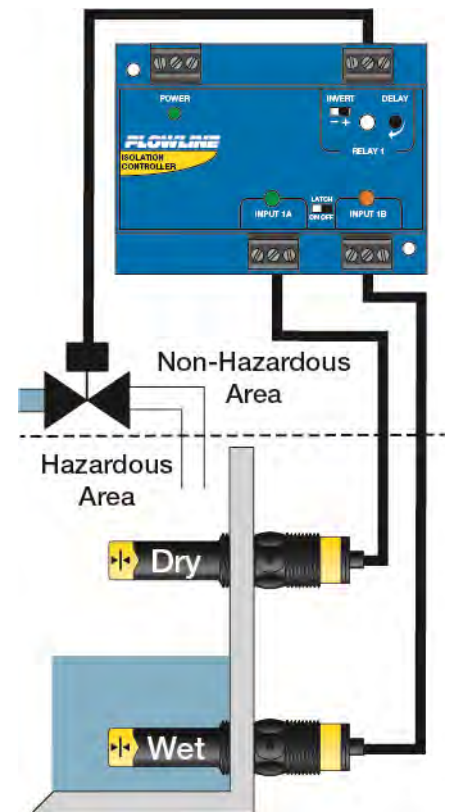 POWER
INVERT
DELAY
- +
RELAY 1
FLOWLINE
ISOLATION
CONTROLLER
LATCH
ON OFF
INPUT 1A
INPUT 1B
Non-Hazardous
Area
Hazardous
Area
Dry
Wet